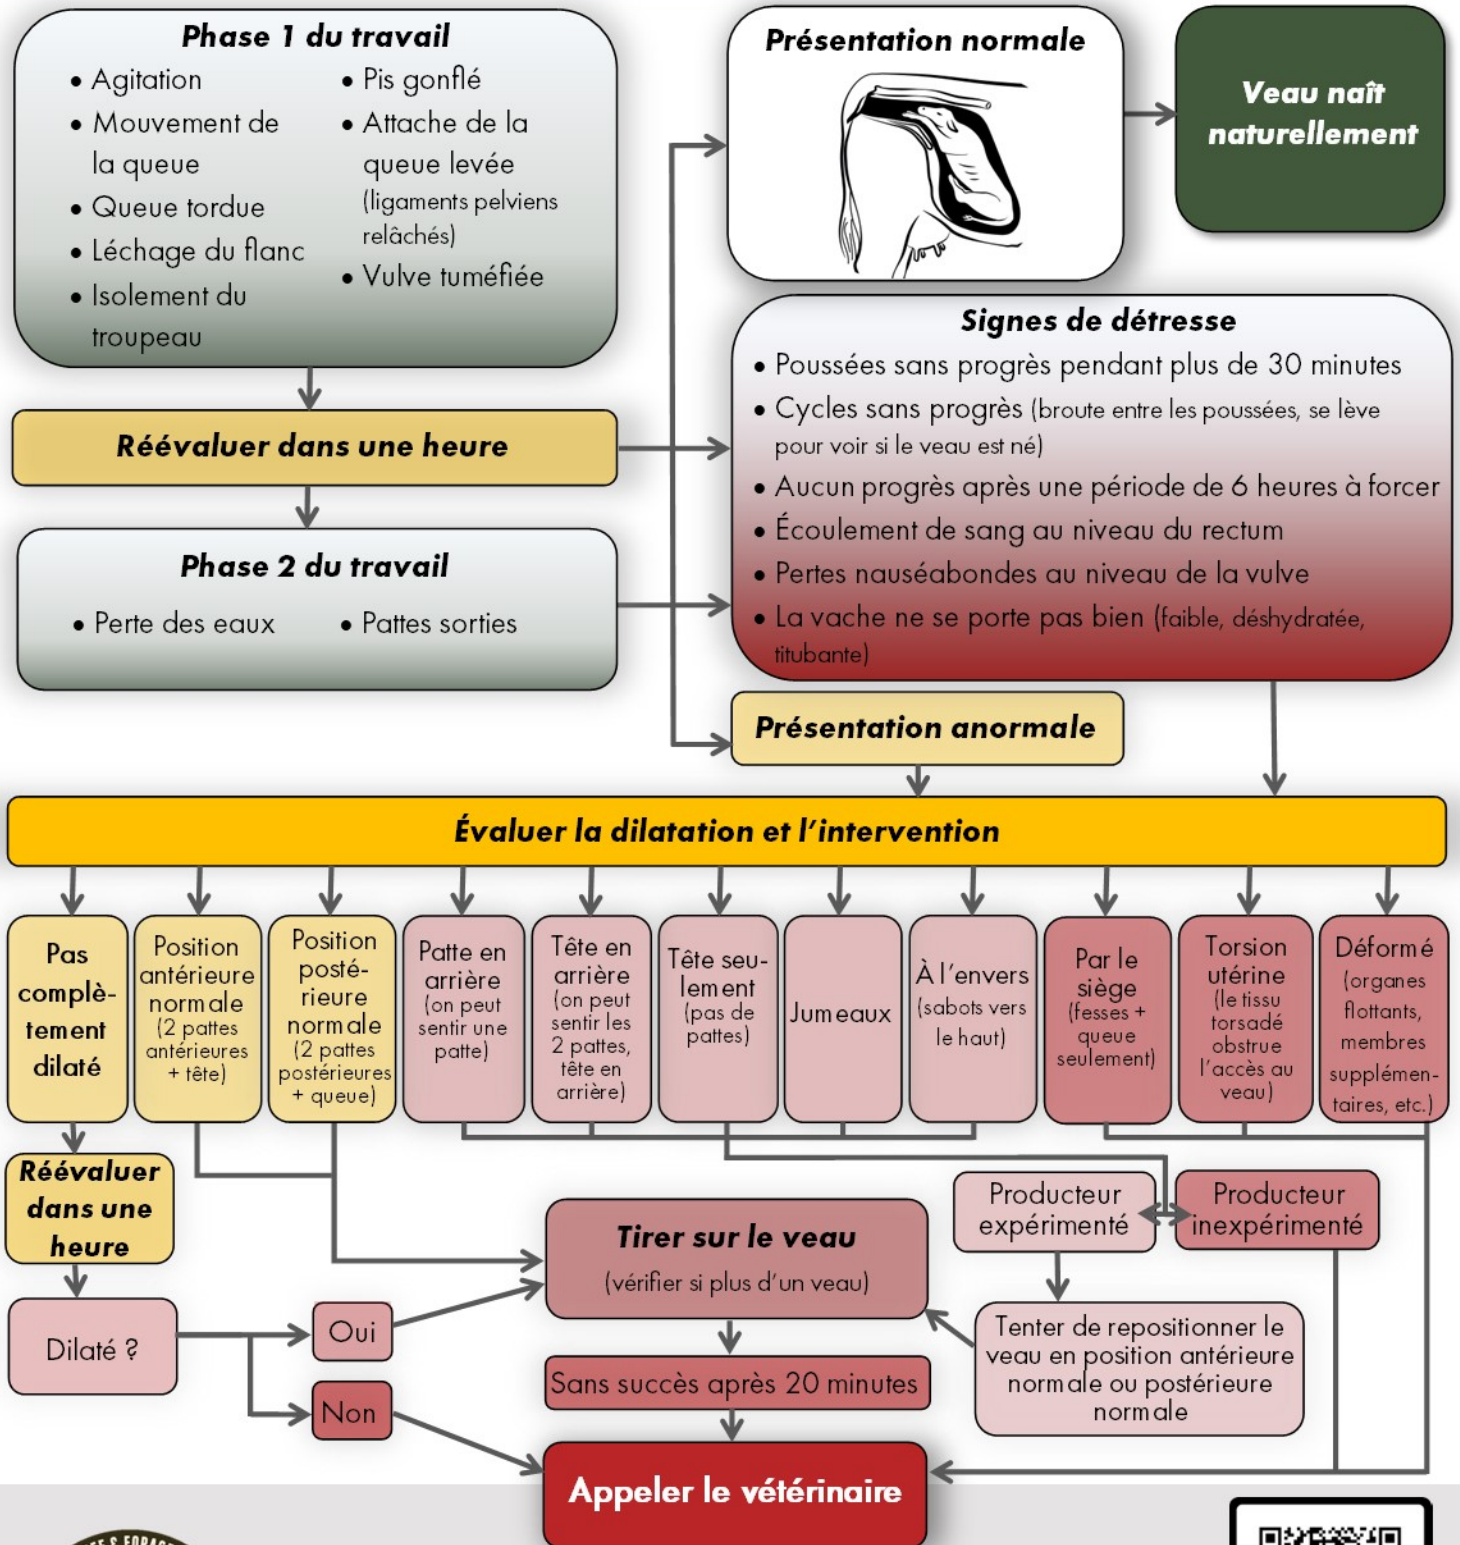 Phase 1 du travail
• Agitation
• Mouvement de
la queue
• Queue tordue
• Léchage du flanc
• Isolement du
troupeau
• Pis gonflé
• Attache de la
queue levée
(ligaments pelviens
relâchés)
• Vulve tuméfiée
Présentation normale
Veau naît
naturellement
Réévaluer dans une heure
Phase 2 du travail
• Perte des eaux
• Pattes sorties
Signes de détresse
• Poussées sans progrès pendant plus de 30 minutes
• Cycles sans progrès (broute entre les poussées, se lève
pour voir si le veau est né)
• Aucun progrès après une période de 6 heures à forcer
• Écoulement de sang au niveau du rectum
• Pertes nauséabondes au niveau de la vulve
• La vache ne se porte pas bien (faible, déshydratée,
titubante)
Présentation anormale
Évaluer la dilatation et l'intervention
Pas
complè-
tement
dilaté
Position
antérieure
normale
(2 pattes
antérieures
+ tête)
Position
posté-
rieure
normale
(2 pattes
postérieures
+ queue)
Patte en
arrière
(on peut
sentir une
patte)
Tête en
arrière
(on peut
sentir les
2 pattes,
tête en
arrière)
Tête seu-
lement
(pas de
pattes)
Jumeaux
À l'envers
(sabots vers
le haut)
Par le
siège
(fesses +
queue
seulement)
Torsion
utérine
(le tissu
torsadé
obstrue
l'accès au
veau)
Déformé
(organes
flottants,
membres
supplémen-
taires, etc.)
Réévaluer
dans une
heure
Dilaté ?
Oui
Non
Tirer sur le veau
(vérifier si plus d'un veau)
Sans succès après 20 minutes
Producteur
expérimenté
Producteur
inexpérimenté
Tenter de repositionner le
veau en position antérieure
normale ou postérieure
normale
Appeler le vétérinaire